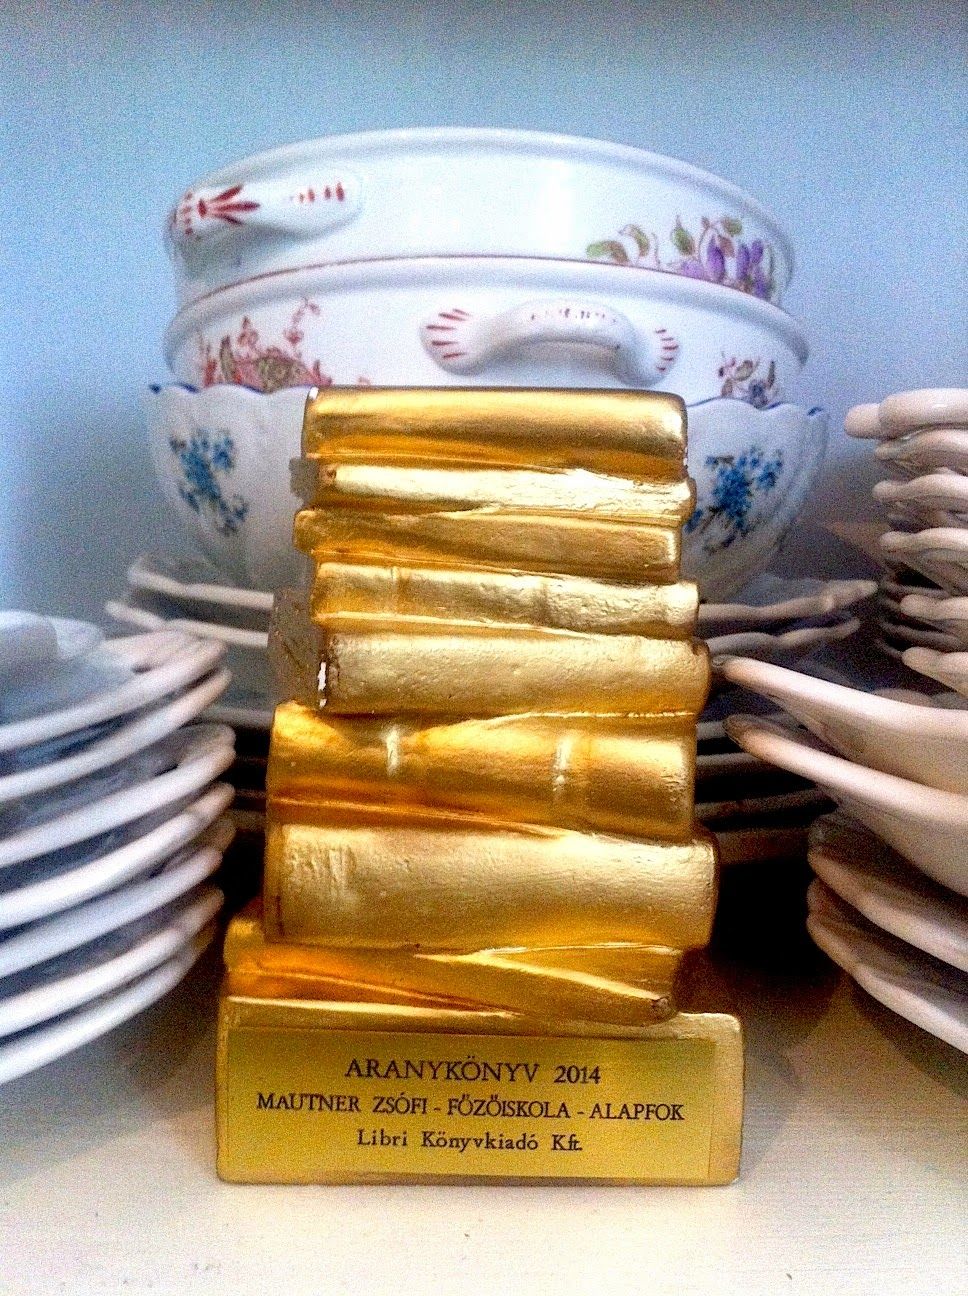 ARANYKÖNYV 2014
MAUTNER ZSÓFI - FŐZŐISKOLA - ALAPFOK
Libri Könyvkiadó Kft.